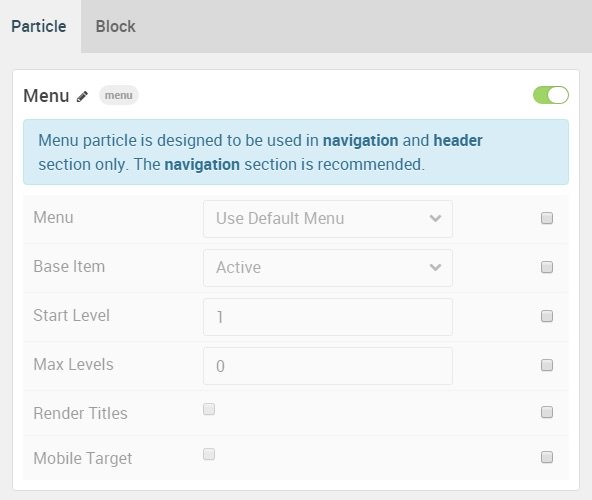 Particle Block
Menu menu
Menu particle is designed to be used in navigation and header
section only. The navigation section is recommended.
Menu Use Default Menu
Base Item Active
Start Level 1
Max Levels 0
Render Titles
Mobile Target